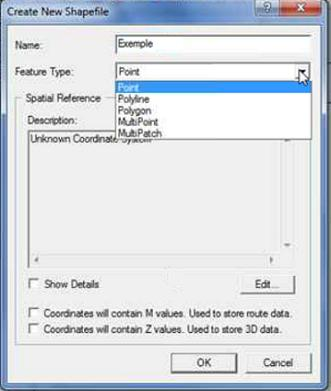 Create New Shapefile
Name: Exemple
Feature Type: Point
Point
Polyline
Polygon
MultiPoint
MultiPatch
Spatial Reference
Description:
Unknown Coordinate System
Show Details
Edit...
Coordinates will contain M values. Used to store route data.
Coordinates will contain Z values. Used to store 3D data.
OK Cancel